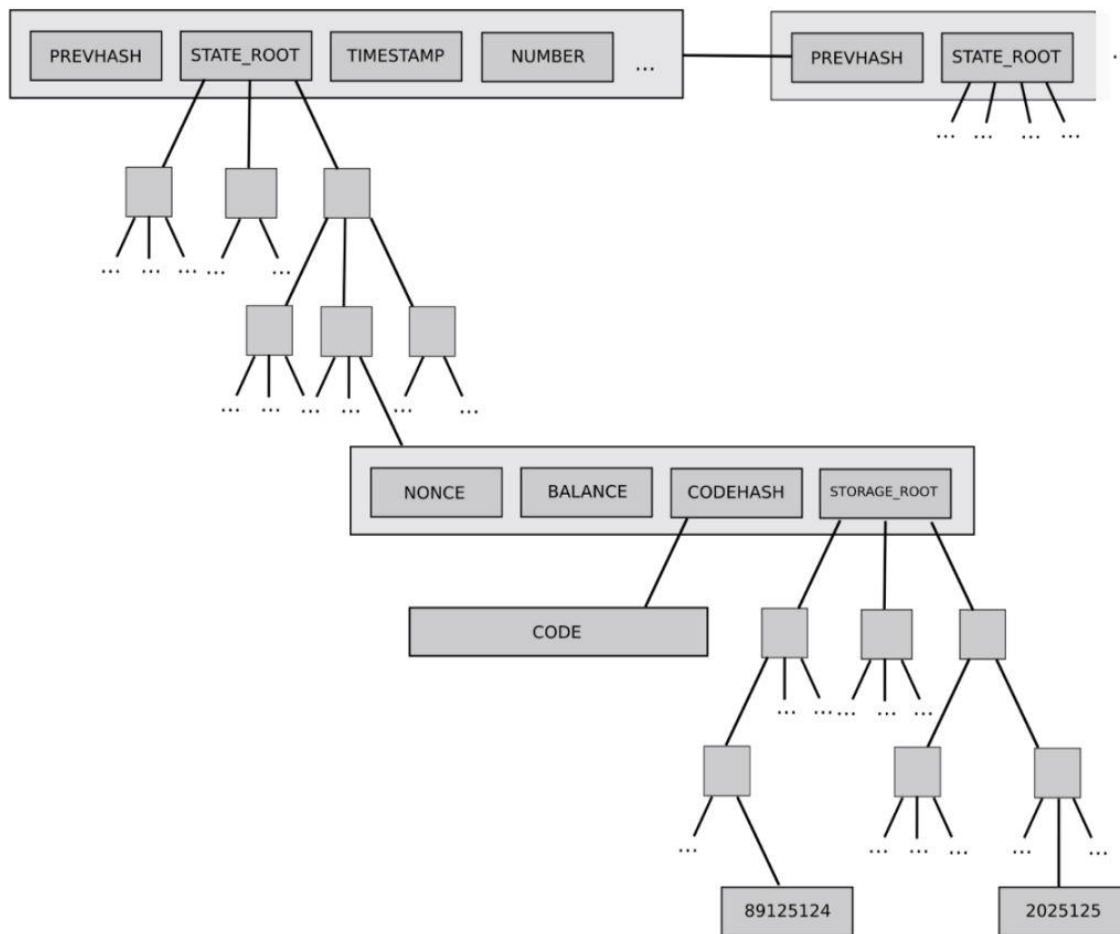 PREVHASH STATE_ROOT TIMESTAMP NUMBER ... PREVHASH STATE_ROOT .
... ... ... ...
... ... ... ... ...
... ... ... ... ... ...
NONCE BALANCE CODEHASH STORAGE_ROOT
CODE
... ... ... ... ...
... ... ... ... ... ...
89125124 2025125